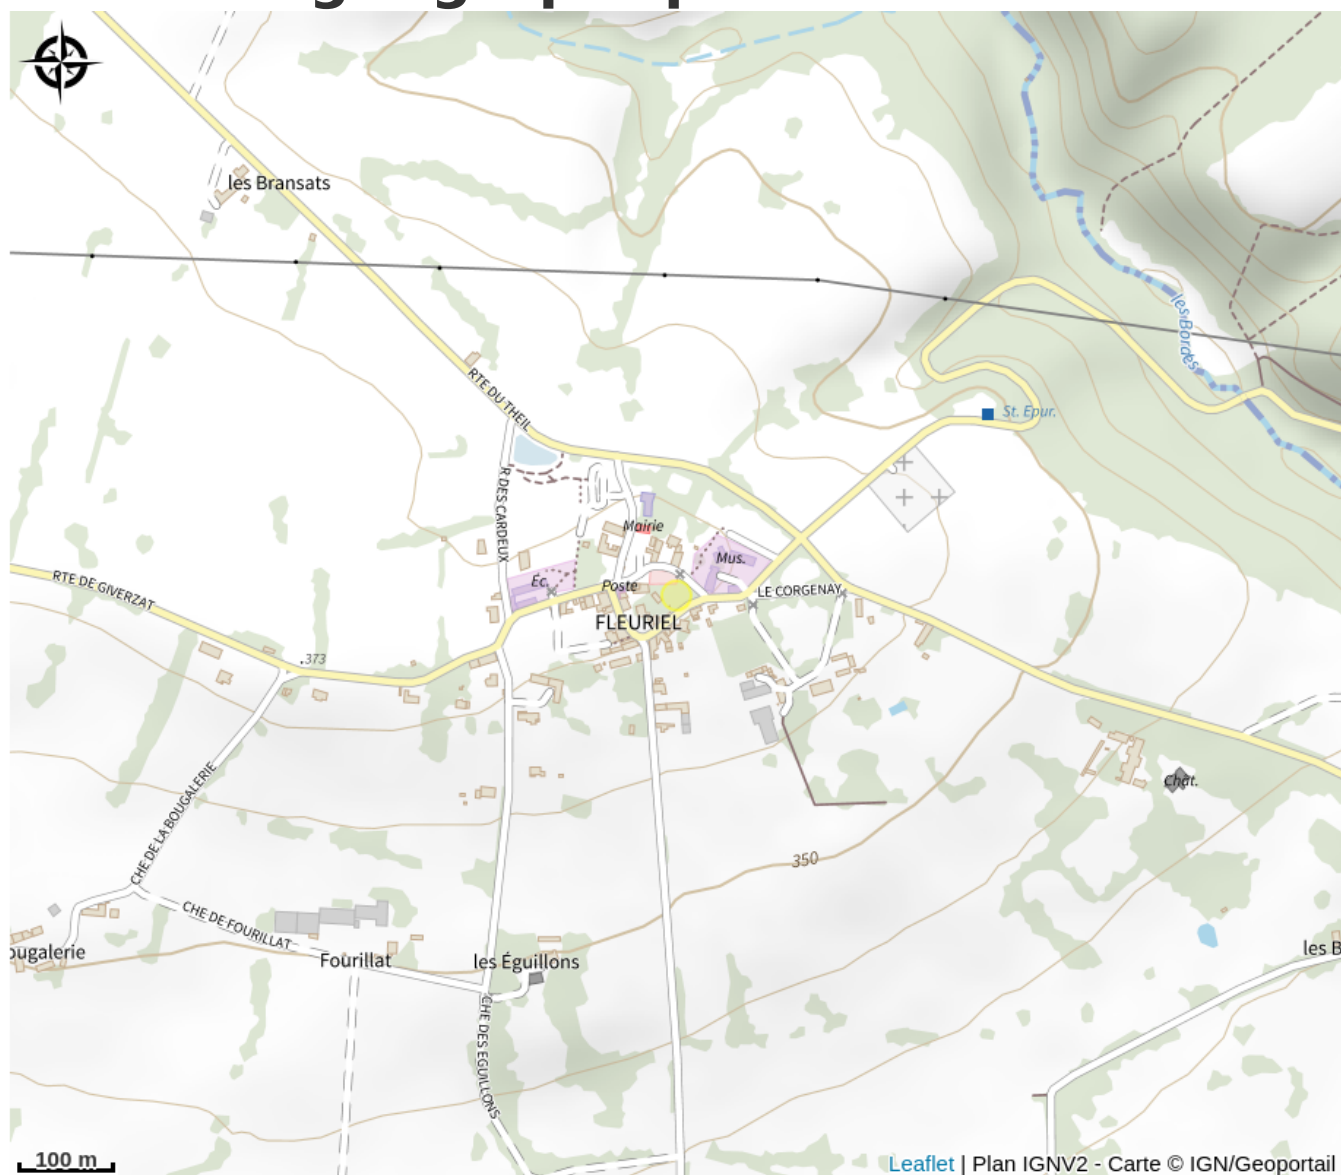 les Bransats
les Bordes
RTE DU THEIL
St. Epur.
R DES CARDEUX
Mairie
Mus.
Éc.
Poste
LE CORGENAY
RTE DE GIVERZAT
FLEURIEL
373
Chât.
CHE DE LA BOUGALERIE
350
CHE DE FOURILLAT
ougalerie
Fourillat
les Éguillons
les B
CHE DES EGUILLONS
100 m
Leaflet | Plan IGNV2 - Carte © IGN/Geoportail